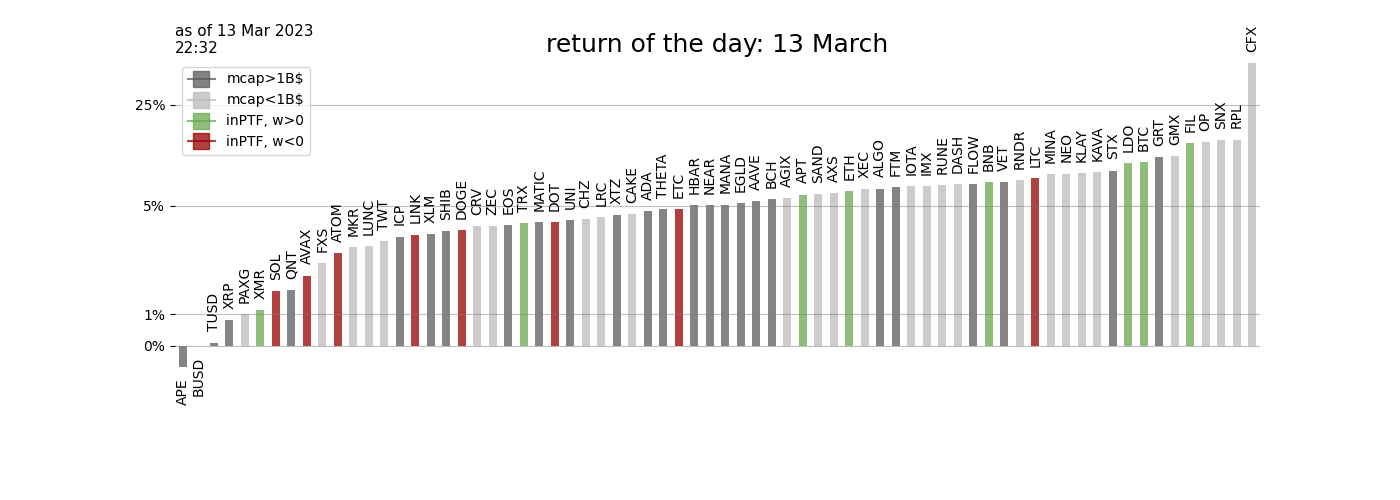 as of 13 Mar 2023
22:32
return of the day: 13 March
mcap>1B$
mcap<1B$
inPTF, w>0
inPTF, w<0
25%
5%
1%
0%
APE
BUSD
TUSD
XRP
PAXG
XMR
SOL
QNT
AVAX
FXS
ATOM
MKR
LUNC
TWT
ICP
LINK
XLM
SHIB
DOGE
CRV
ZEC
EOS
TRX
MATIC
DOT
UNI
CHZ
LRC
XTZ
CAKE
ADA
THETA
ETC
HBAR
NEAR
MANA
EGLD
AAVE
BCH
AGIX
APT
SAND
AXS
ETH
XEC
ALGO
FTM
IOTA
IMX
RUNE
DASH
FLOW
BNB
VET
RNDR
LTC
MINA
NEO
KLAY
KAVA
STX
LDO
BTC
GRT
GMX
FIL
OP
SNX
RPL
CFX